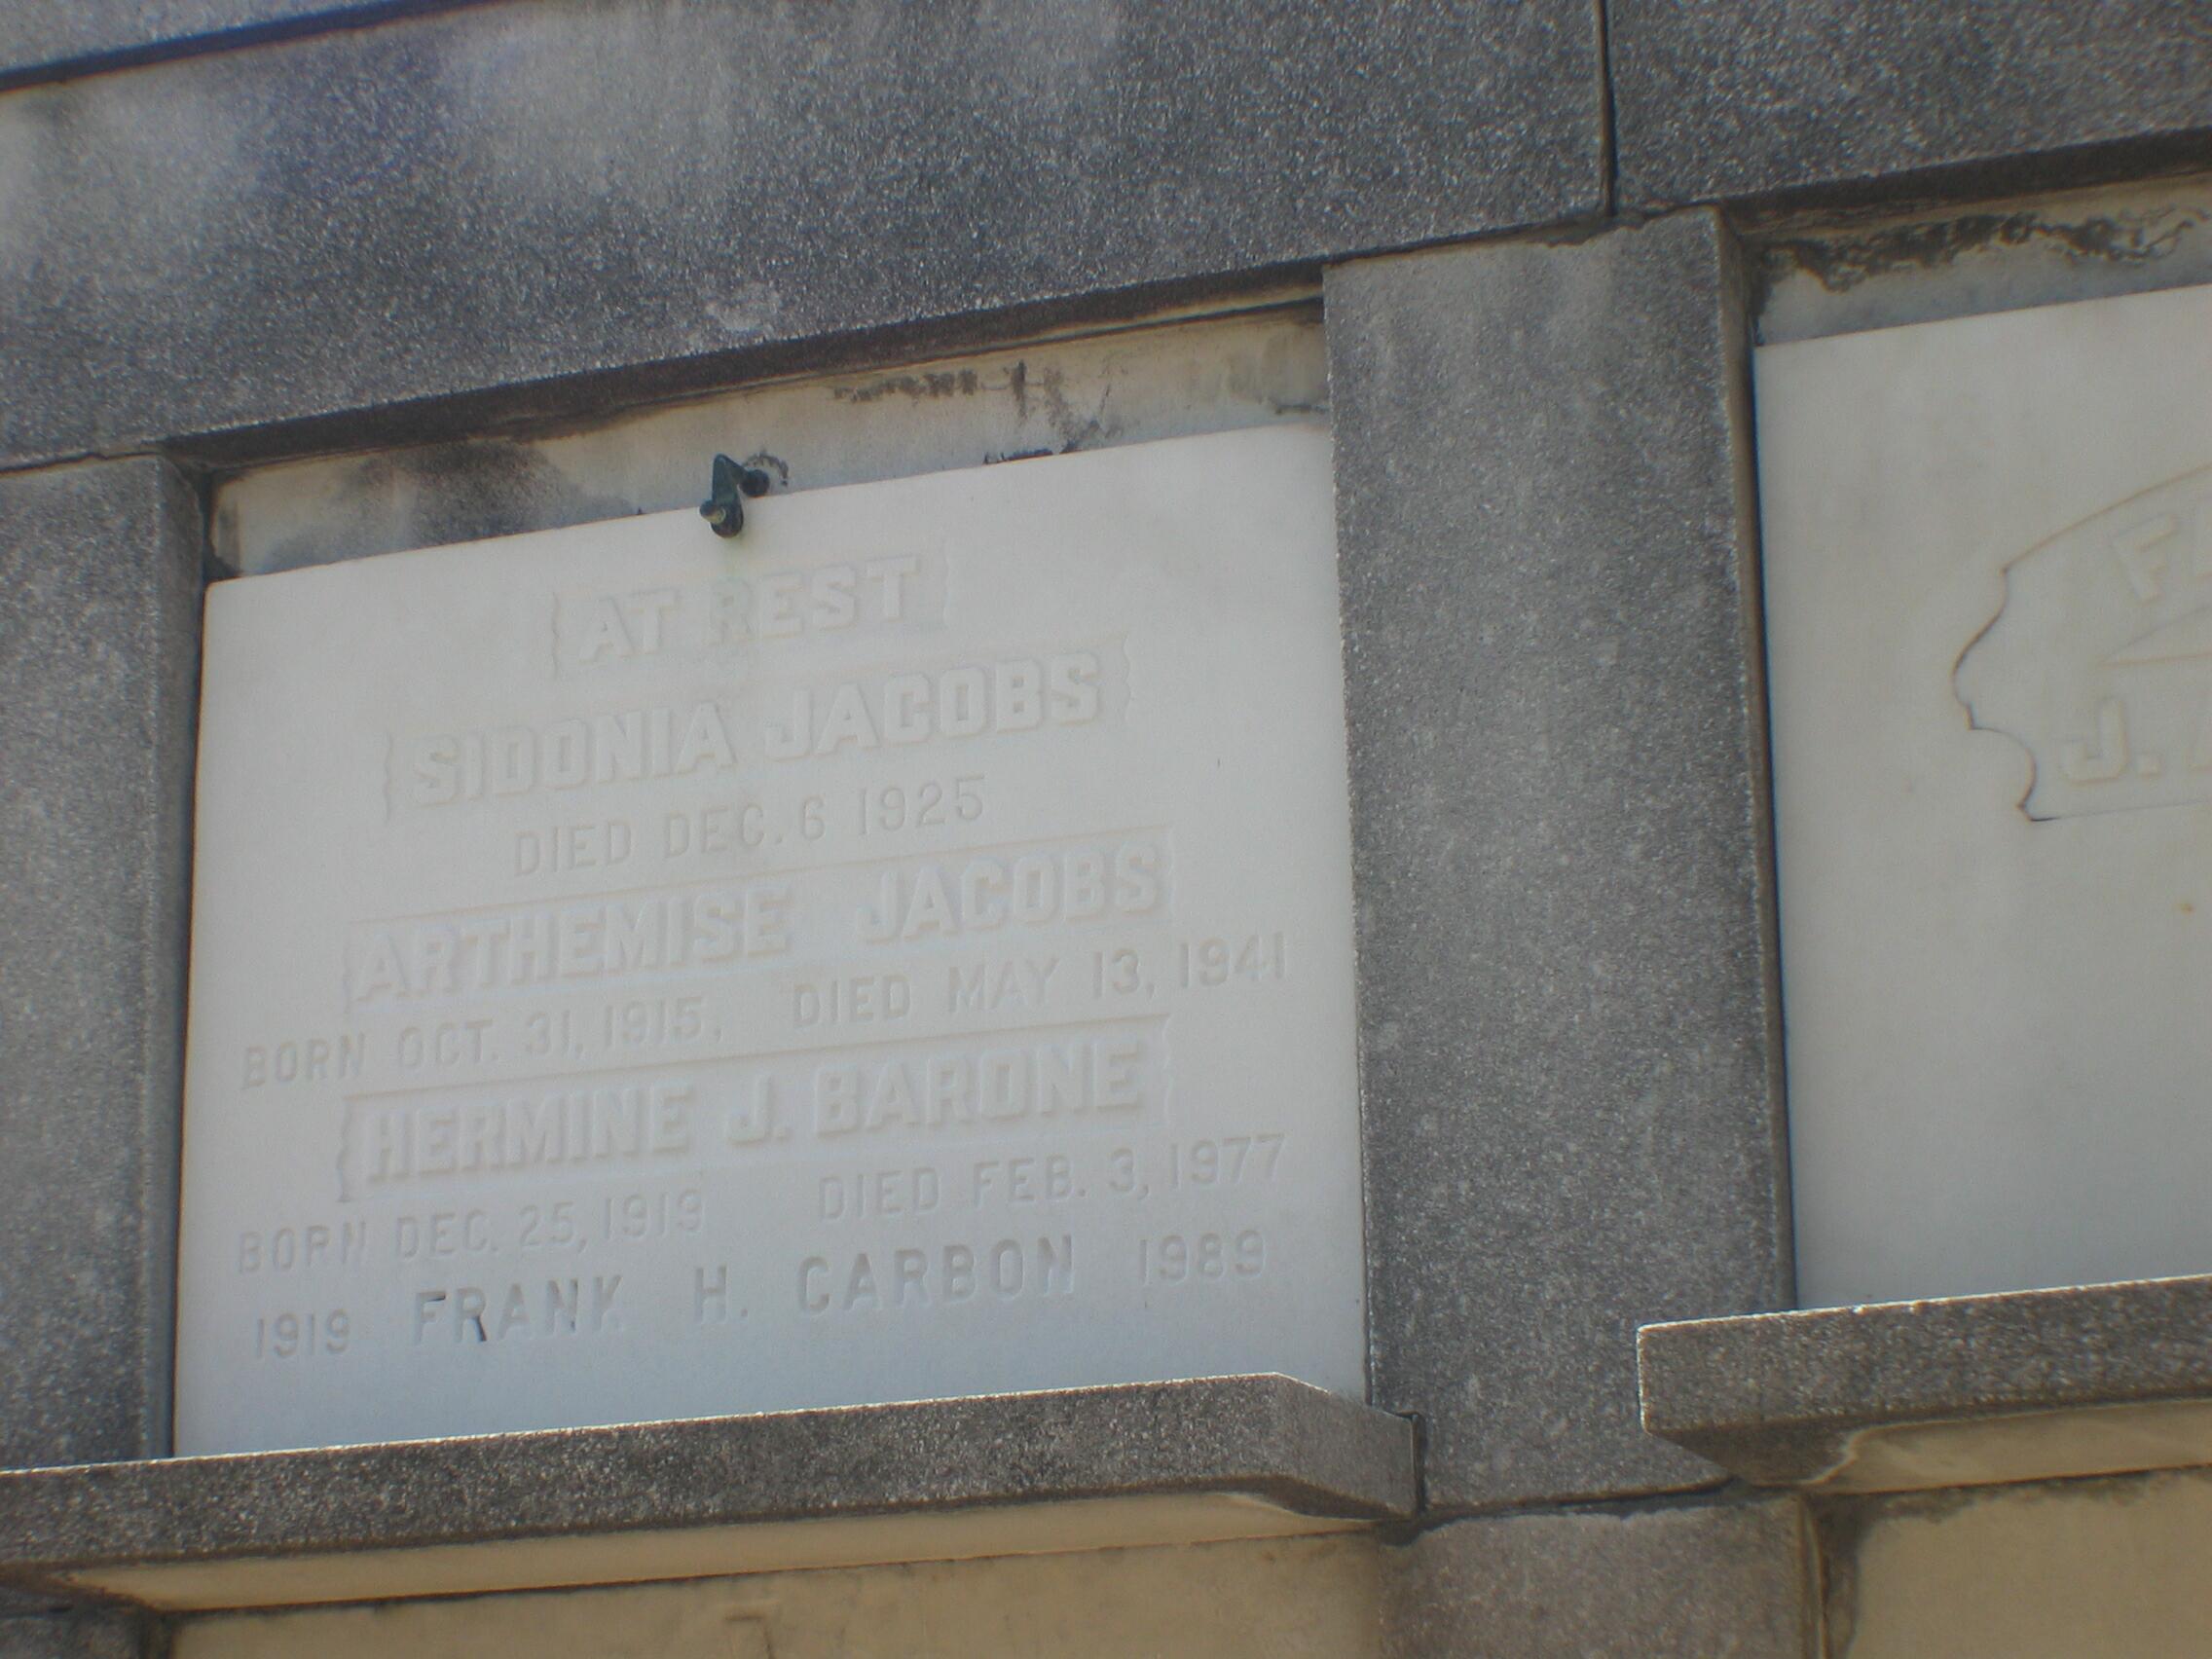 AT REST
SIDONIA JACOBS
DIED DEC. 6 1925
ARTHEMISE JACOBS
BORN OCT. 31, 1915, DIED MAY 13, 1941
HERMINE J. BARONE
BORN DEC. 25, 1919 DIED FEB. 3, 1977
1919 FRANK H. CARBON 1989
J.